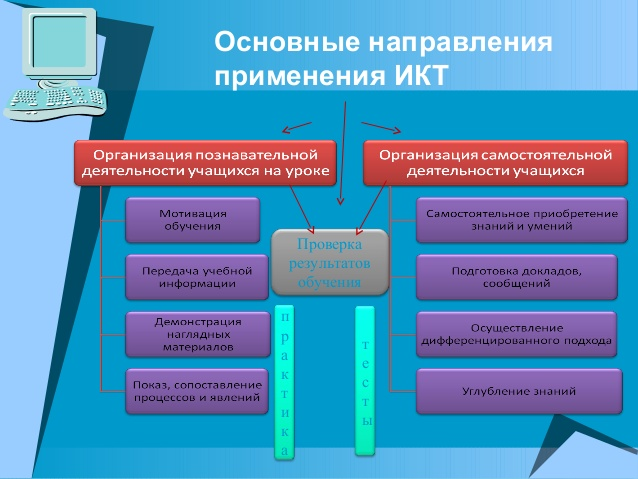 Основные направления
применения ИКТ
Организация познавательной
деятельности учащихся на уроке
Мотивация
обучения
Передача учебной
информации
Демонстрация
наглядных
материалов
Показ, сопоставление
процессов и явлений
Проверка
результатов
обучения
практика
тесты
Организация самостоятельной
деятельности учащихся
Самостоятельное приобретение
знаний и умений
Подготовка докладов,
сообщений
Осуществление
дифференцированного подхода
Углубление знаний